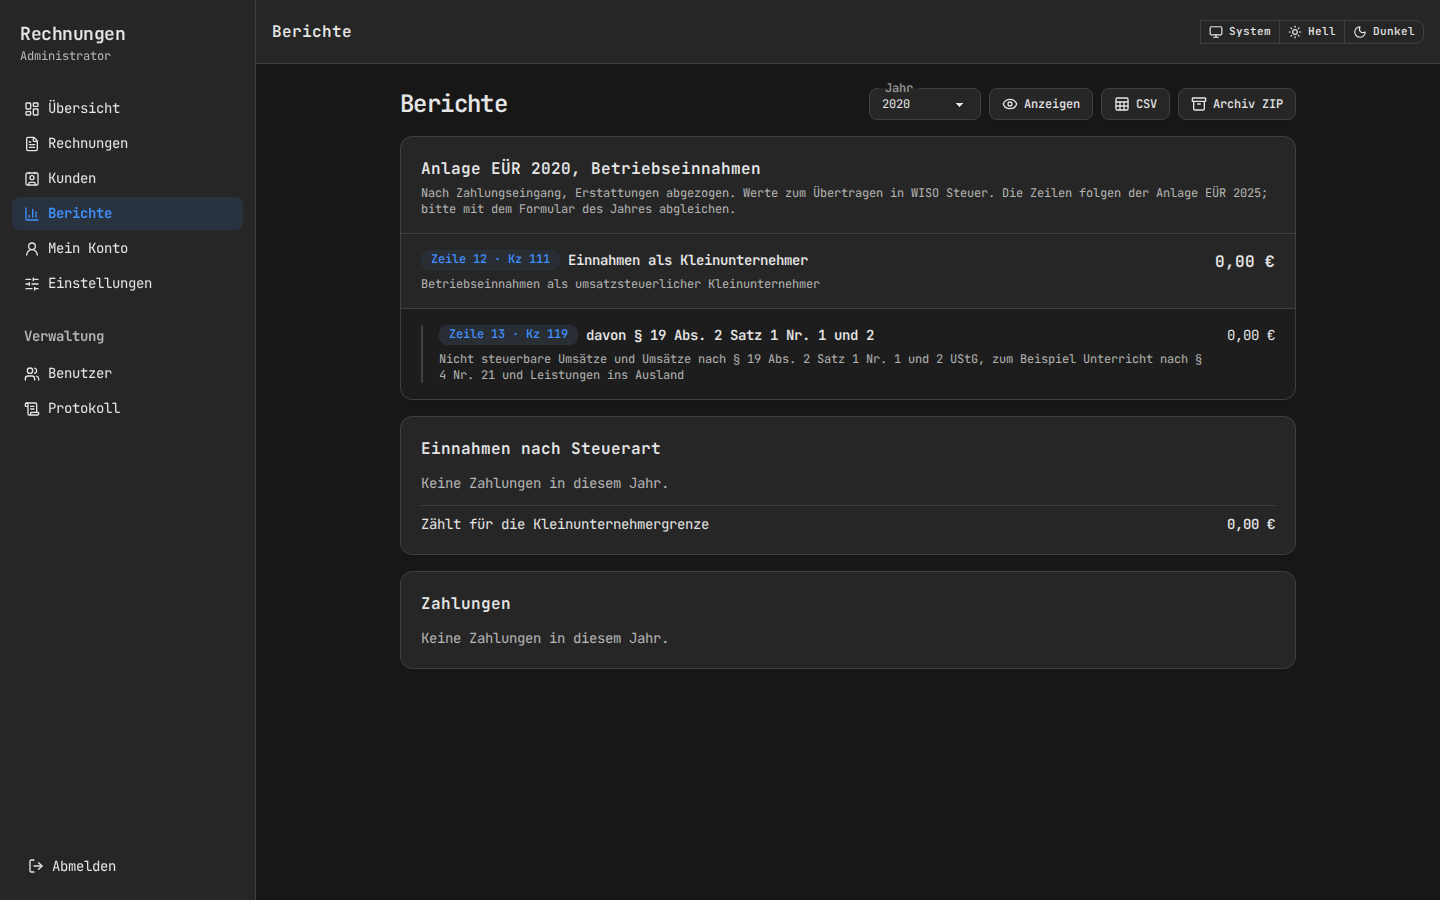 Rechnungen
Administrator
Übersicht
Rechnungen
Kunden
Berichte
Mein Konto
Einstellungen
Verwaltung
Benutzer
Protokoll
Abmelden
Berichte
System
Hell
Dunkel
Berichte
Jahr
2020
Anzeigen
CSV
Archiv ZIP
Anlage EÜR 2020, Betriebseinnahmen
Nach Zahlungseingang, Erstattungen abgezogen. Werte zum Übertragen in WISO Steuer. Die Zeilen folgen der Anlage EÜR 2025;
bitte mit dem Formular des Jahres abgleichen.
Zeile 12 · Kz 111 Einnahmen als Kleinunternehmer 0,00 €
Betriebseinnahmen als umsatzsteuerlicher Kleinunternehmer
Zeile 13 · Kz 119 davon § 19 Abs. 2 Satz 1 Nr. 1 und 2 0,00 €
Nicht steuerbare Umsätze und Umsätze nach § 19 Abs. 2 Satz 1 Nr. 1 und 2 UStG, zum Beispiel Unterricht nach §
4 Nr. 21 und Leistungen ins Ausland
Einnahmen nach Steuerart
Keine Zahlungen in diesem Jahr.
Zählt für die Kleinunternehmergrenze 0,00 €
Zahlungen
Keine Zahlungen in diesem Jahr.